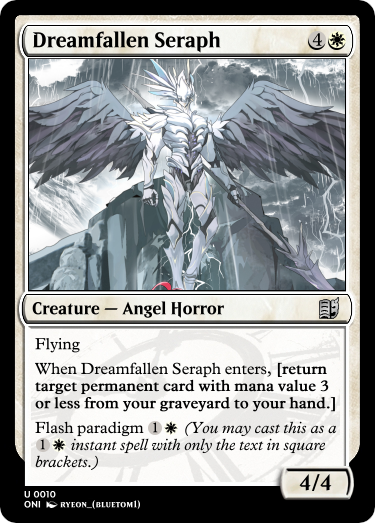 Dreamfallen Seraph 4
Creature — Angel Horror
Flying
When Dreamfallen Seraph enters, [return
target permanent card with mana value 3
or less from your graveyard to your hand.]
Flash paradigm 1 (You may cast this as a
1 instant spell with only the text in square
brackets.)
4/4
U 0010
ONI RYEON_(BLUETOM1)